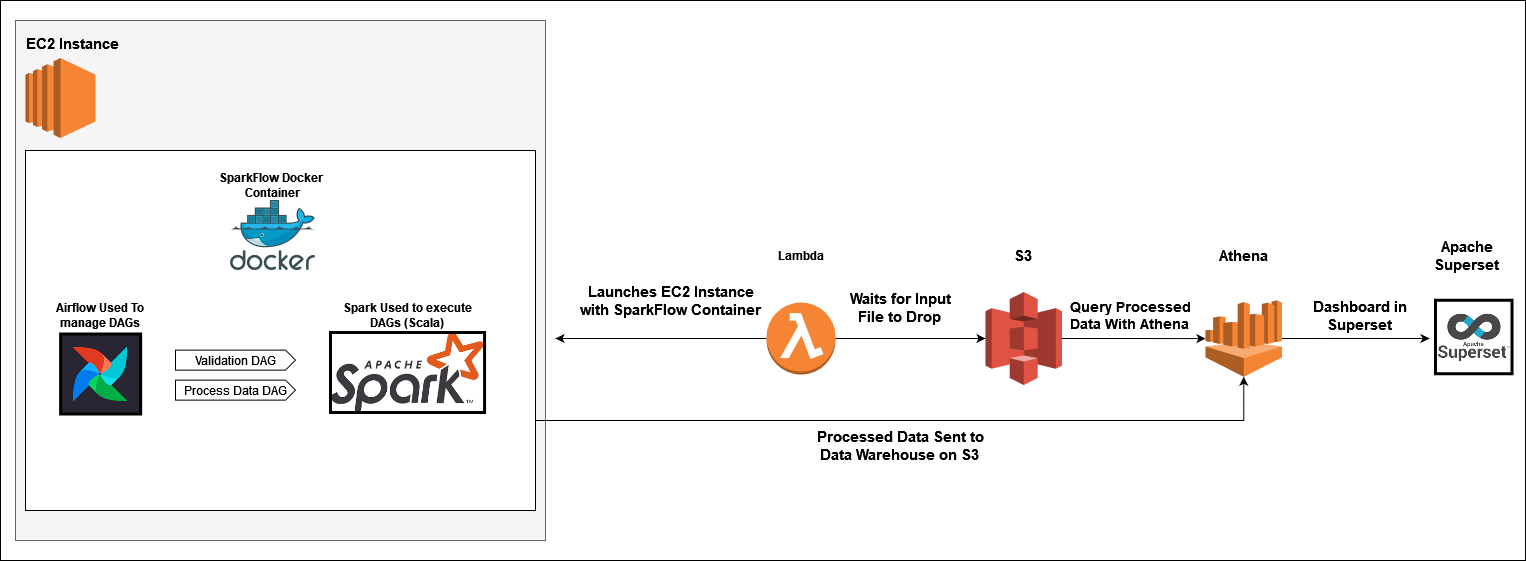 EC2 Instance
SparkFlow Docker
Container
docker
Airflow Used To
manage DAGs
Spark Used to execute
DAGs (Scala)
Validation DAG
Process Data DAG
APACHE
Spark
TM
Launches EC2 Instance
with SparkFlow Container
Lambda
Waits for Input
File to Drop
S3
Query Processed
Data With Athena
Athena
Dashboard in
Superset
Apache
Superset
Apache
Superset
Processed Data Sent to
Data Warehouse on S3